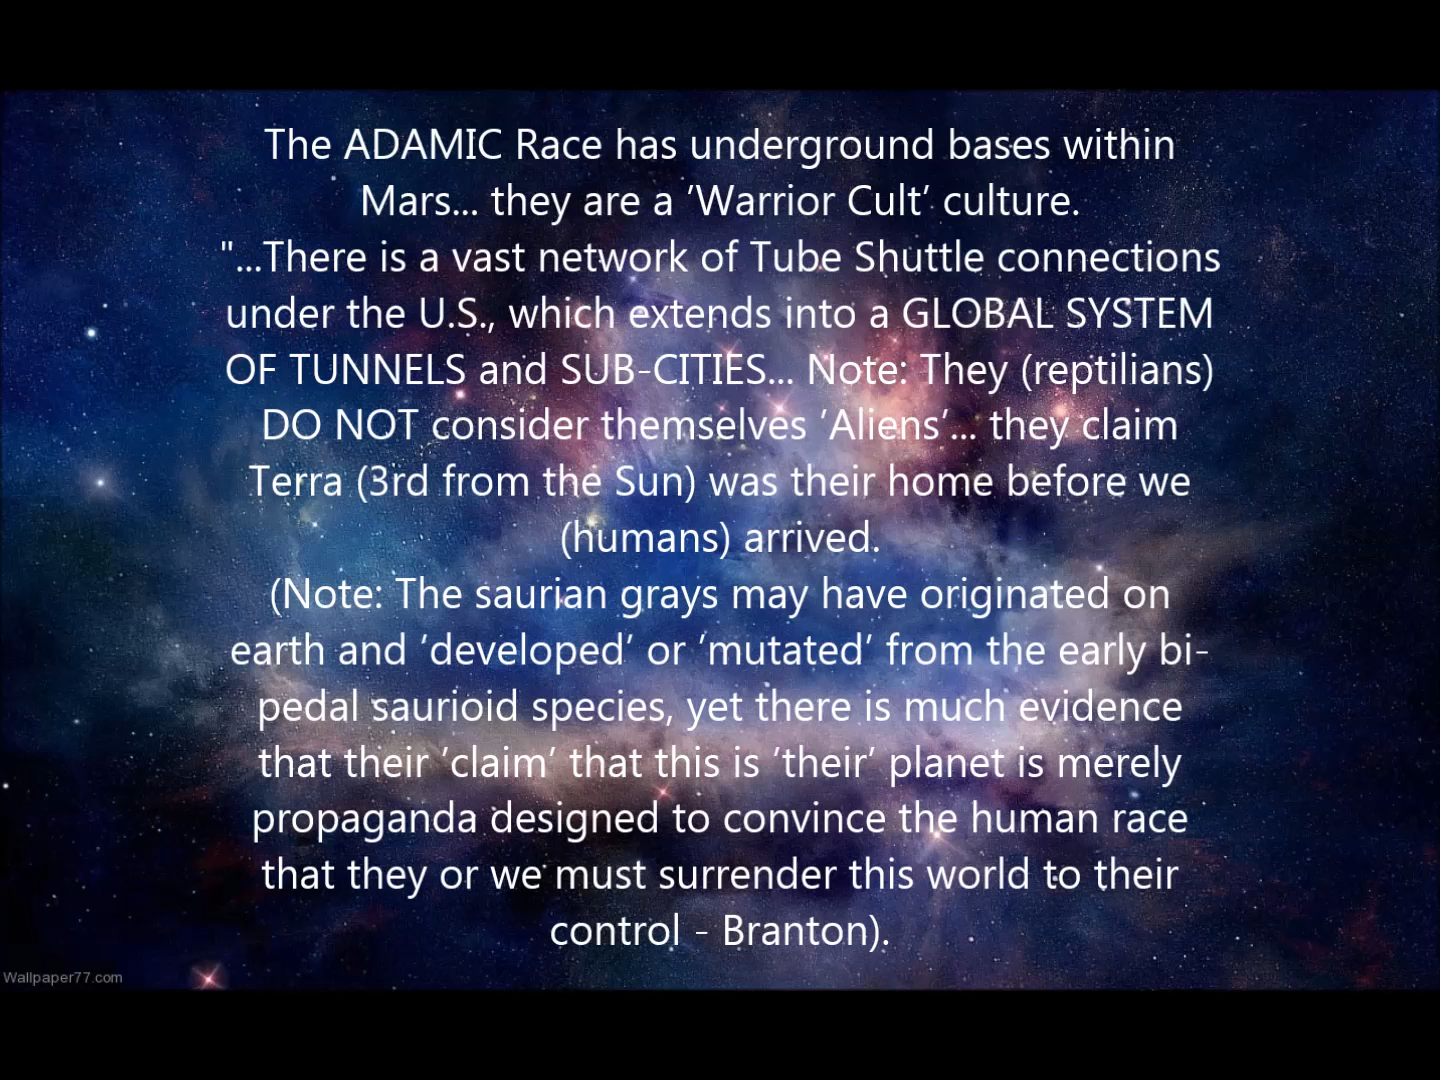 The ADAMIC Race has underground bases within
Mars... they are a 'Warrior Cult' culture.
"...There is a vast network of Tube Shuttle connections
under the U.S., which extends into a GLOBAL SYSTEM
OF TUNNELS and SUB-CITIES... Note: They (reptilians)
DO NOT consider themselves 'Aliens'... they claim
Terra (3rd from the Sun) was their home before we
(humans) arrived.
(Note: The saurian grays may have originated on
earth and 'developed' or 'mutated' from the early bi-
pedal saurioid species, yet there is much evidence
that their 'claim' that this is 'their' planet is merely
propaganda designed to convince the human race
that they or we must surrender this world to their
control - Branton).
Wallpaper77.com